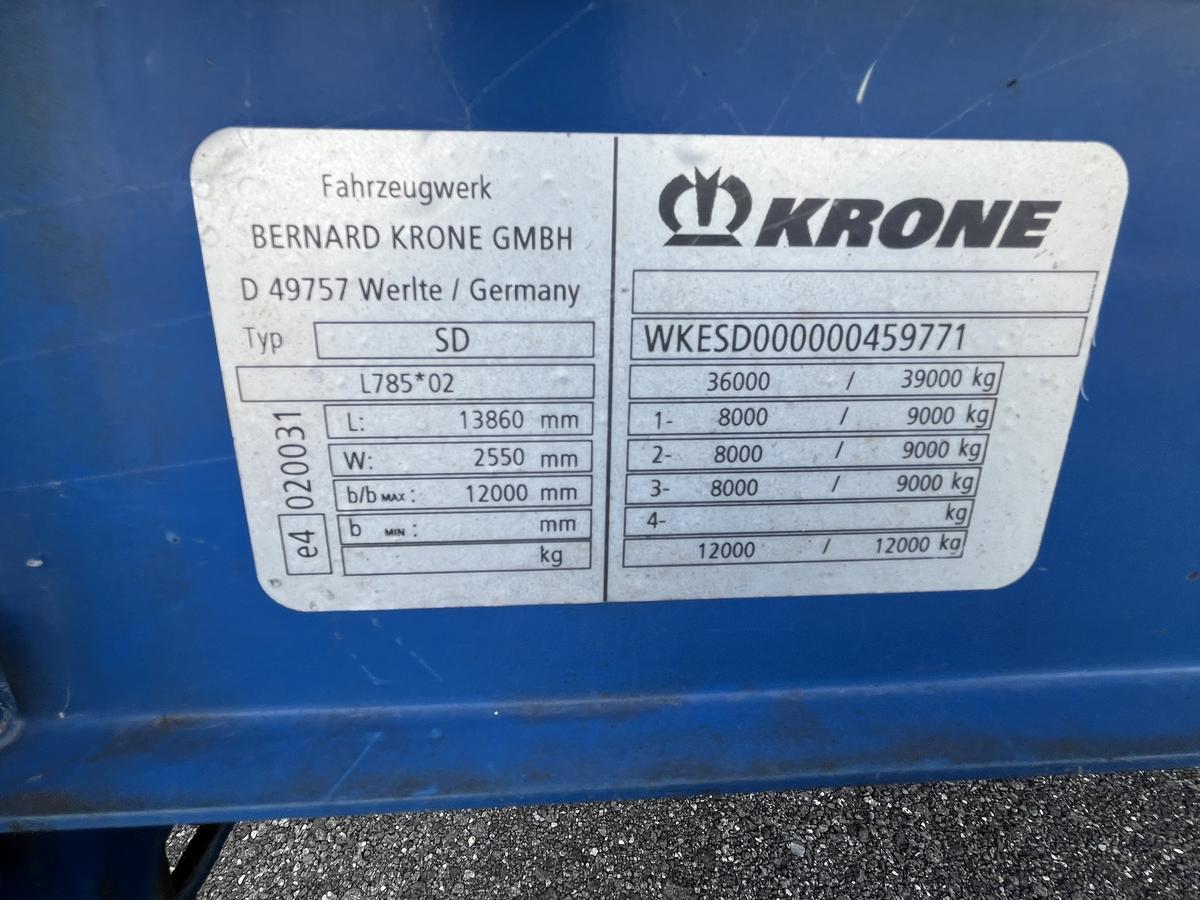 Fahrzeugwerk
BERNARD KRONE GMBH
D 49757 Werlte / Germany
Typ SD
L785*02
e4 020031
L: 13860 mm
W: 2550 mm
b/b MAX : 12000 mm
b MIN : mm
kg
KRONE
WKESD000000459771
36000 / 39000 kg
1- 8000 / 9000 kg
2- 8000 / 9000 kg
3- 8000 / 9000 kg
4- kg
12000 / 12000 kg